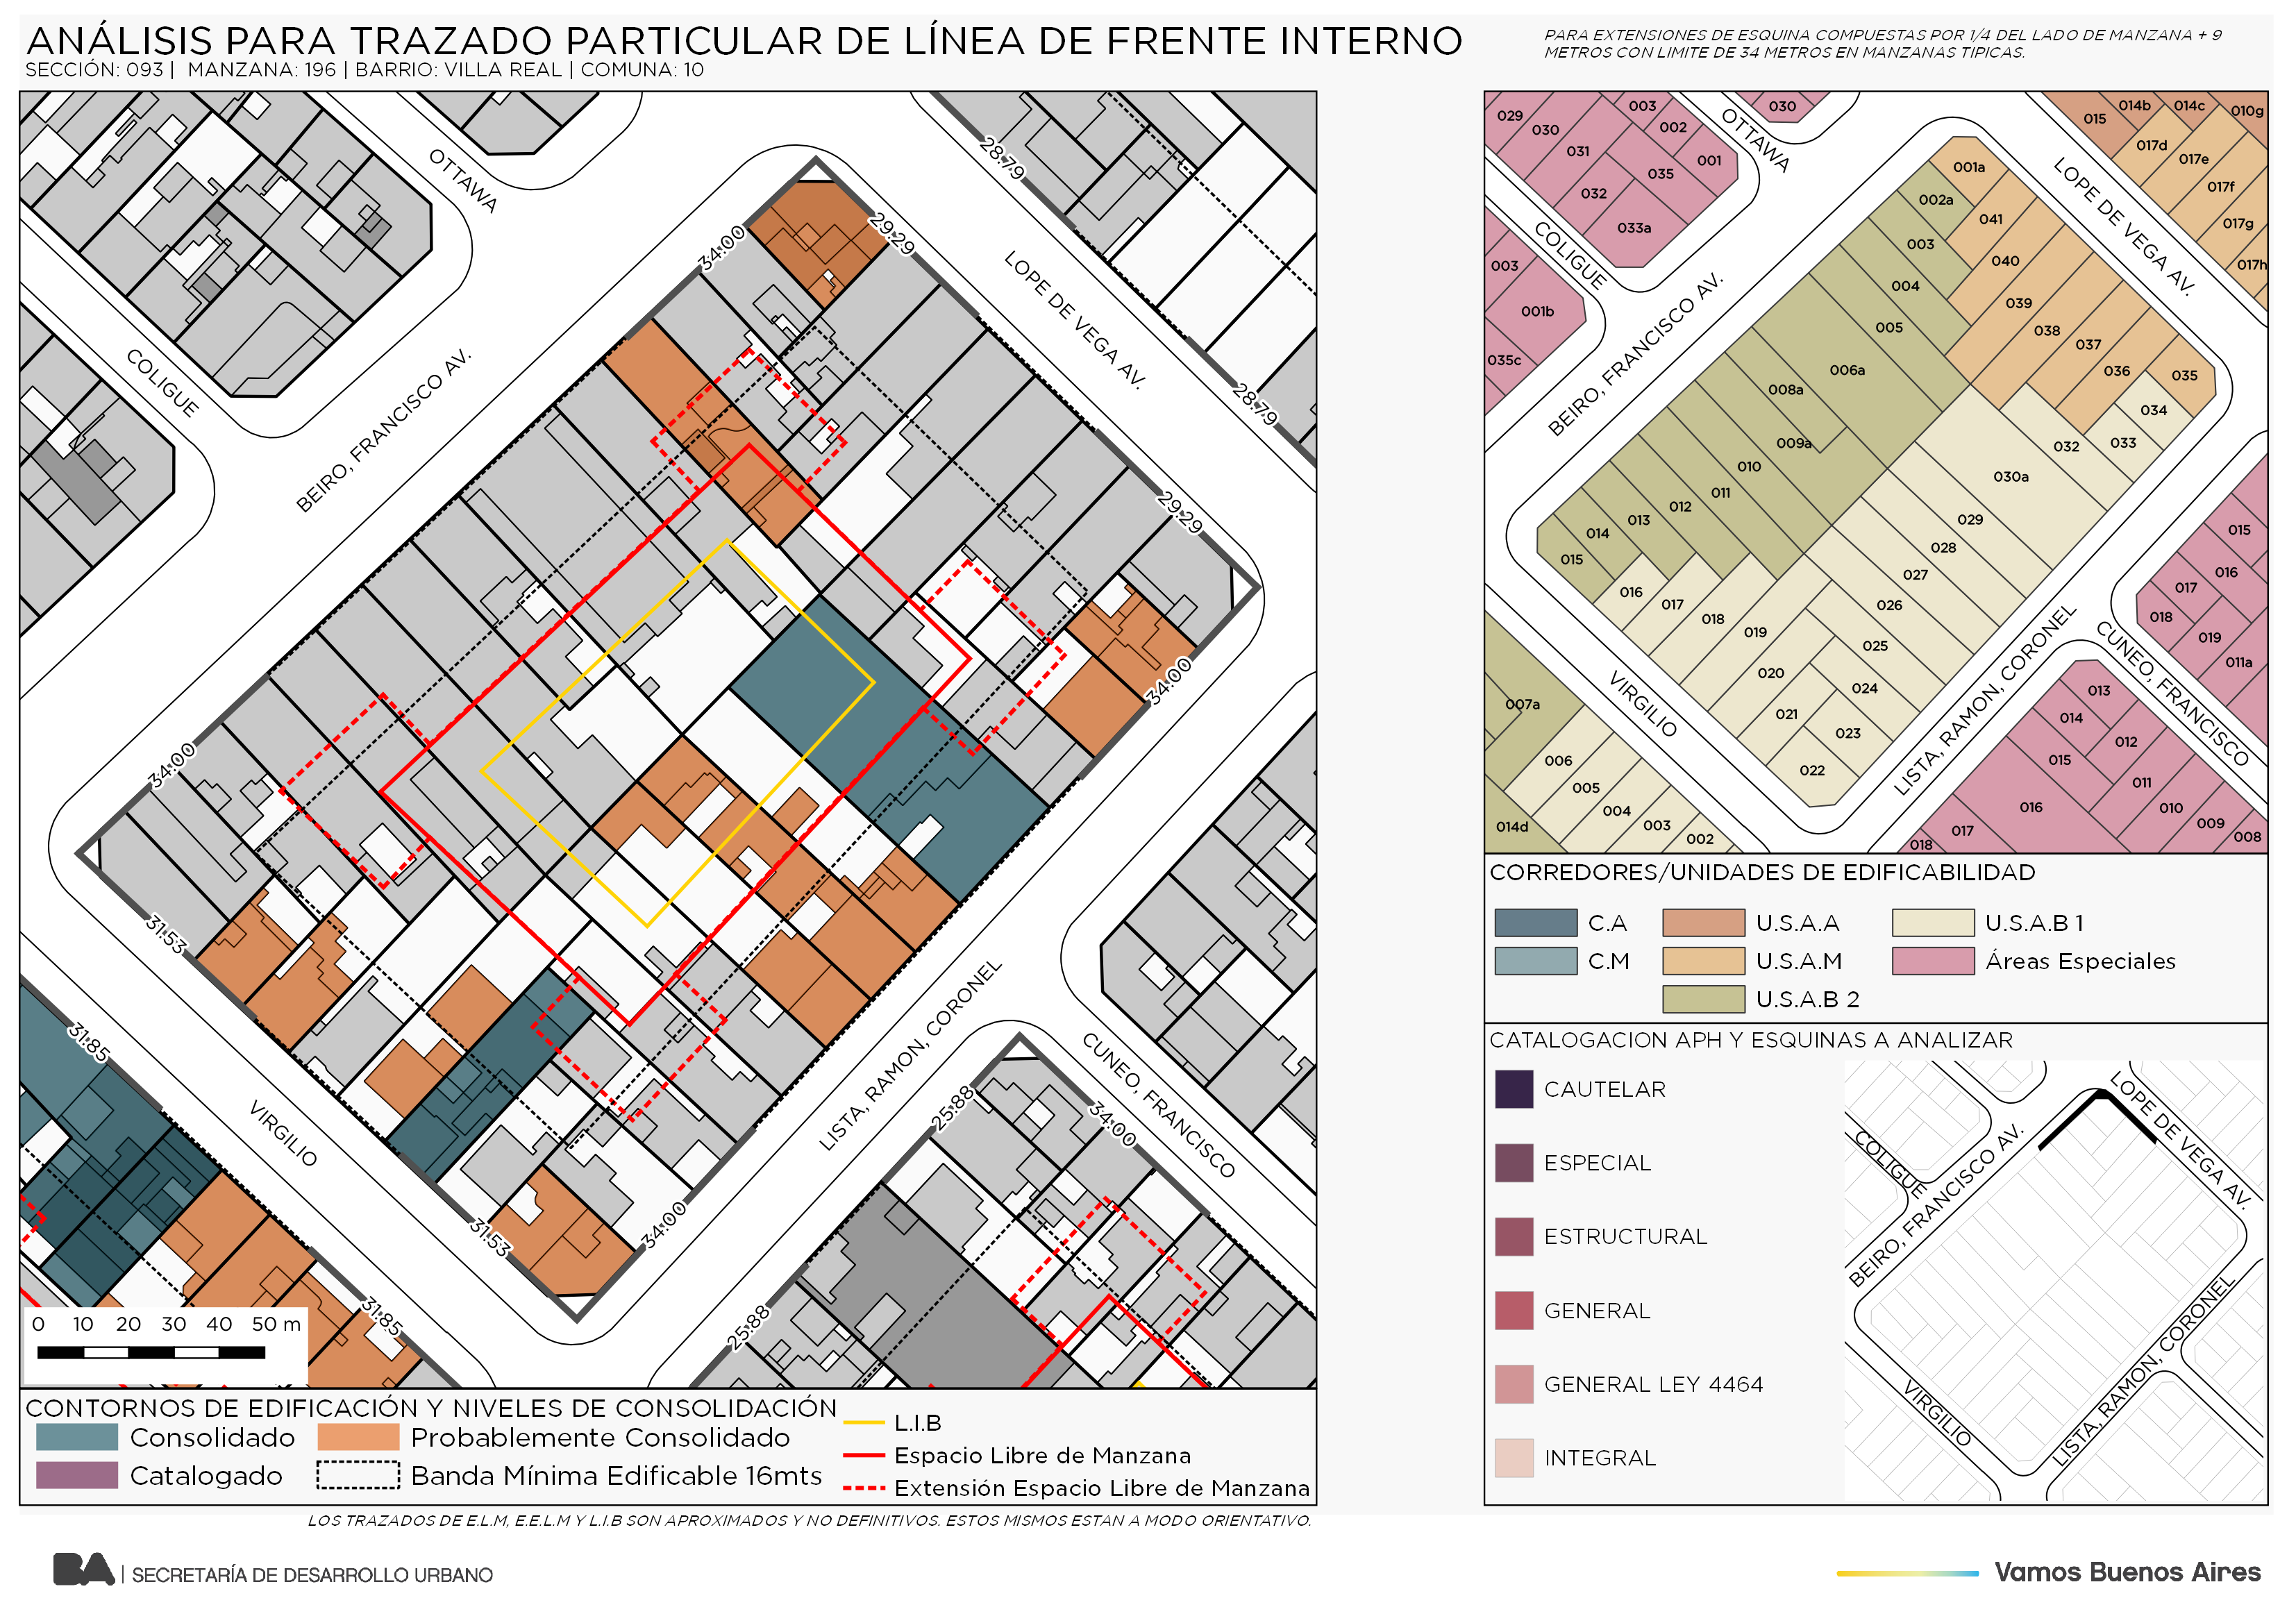 ANÁLISIS PARA TRAZADO PARTICULAR DE LÍNEA DE FRENTE INTERNO
SECCIÓN: 093 | MANZANA: 196 | BARRIO: VILLA REAL | COMUNA: 10
PARA EXTENSIONES DE ESQUINA COMPUESTAS POR 1/4 DEL LADO DE MANZANA + 9
METROS CON LIMITE DE 34 METROS EN MANZANAS TIPICAS.
OTTAWA
28.79
34.00
29.29
LOPE DE VEGA AV.
COLIGUE
BEIRO, FRANCISCO AV.
28.79
29.29
34.00
34.00
31.53
31.85
VIRGILIO
LISTA, RAMON, CORONEL
CUNEO, FRANCISCO
25.88
34.00
31.53
34.00
31.85
25.88
0 10 20 30 40 50 m
CONTORNOS DE EDIFICACIÓN Y NIVELES DE CONSOLIDACIÓN
Consolidado
Probablemente Consolidado
Catalogado
Banda Mínima Edificable 16mts
L.I.B
Espacio Libre de Manzana
Extensión Espacio Libre de Manzana
LOS TRAZADOS DE E.L.M, E.E.L.M Y L.I.B SON APROXIMADOS Y NO DEFINITIVOS. ESTOS MISMOS ESTAN A MODO ORIENTATIVO.
029
030
031
032
033a
003
002
035
001
030
OTTAWA
COLIGUE
003
001b
035c
BEIRO, FRANCISCO AV.
LOPE DE VEGA AV.
015
014b
014c
010g
017d
017e
017f
017g
017h
001a
002a
041
003
040
004
039
005
038
006a
037
036
035
008a
034
009a
033
032
010
030a
011
029
012
028
013
027
014
026
015
016
025
017
024
018
019
023
020
021
022
VIRGILIO
LISTA, RAMON, CORONEL
CUNEO, FRANCISCO
015
016
017
018
019
011a
013
014
012
015
011
016
010
017
009
018
008
007a
006
005
004
003
002
014d
CORREDORES/UNIDADES DE EDIFICABILIDAD
C.A
U.S.A.A
U.S.A.B 1
C.M
U.S.A.M
Áreas Especiales
U.S.A.B 2
CATALOGACION APH Y ESQUINAS A ANALIZAR
CAUTELAR
ESPECIAL
ESTRUCTURAL
GENERAL
GENERAL LEY 4464
INTEGRAL
LOPE DE VEGA AV.
COLIGUE
BEIRO, FRANCISCO AV.
VIRGILIO
LISTA, RAMON, CORONEL
BA | SECRETARÍA DE DESARROLLO URBANO
Vamos Buenos Aires